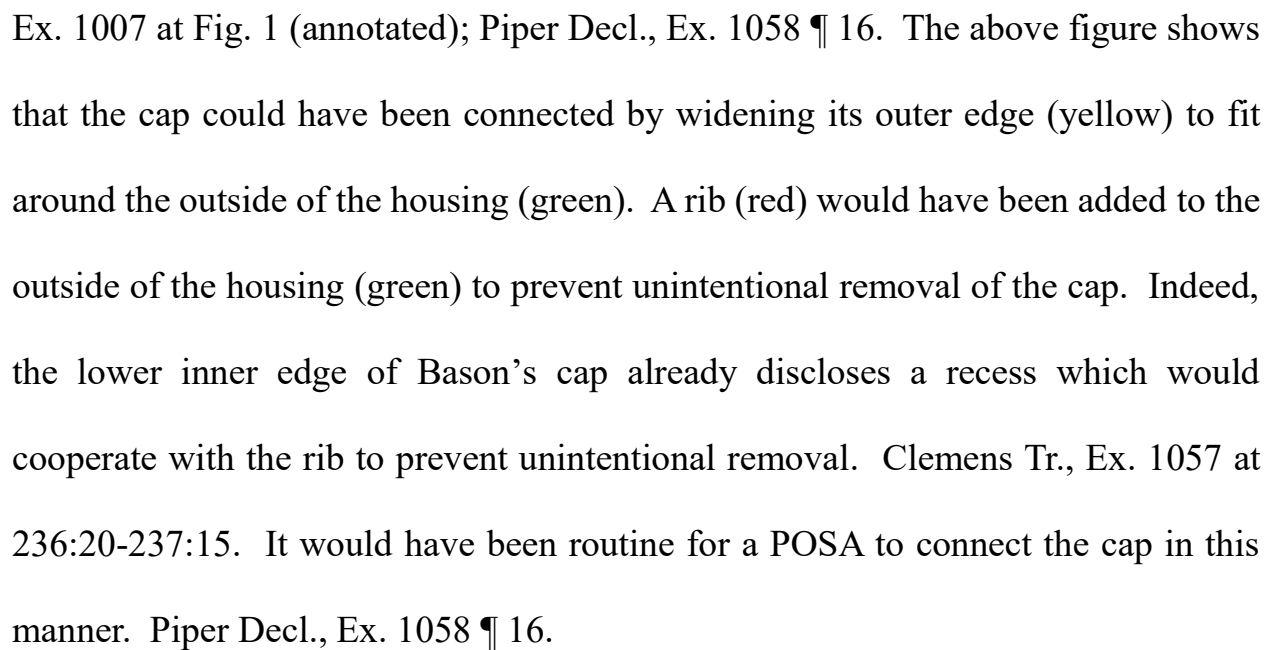 Ex. 1007 at Fig. 1 (annotated); Piper Decl., Ex. 1058 ¶ 16.  The above figure shows
that the cap could have been connected by widening its outer edge (yellow) to fit
around the outside of the housing (green).  A rib (red) would have been added to the
outside of the housing (green) to prevent unintentional removal of the cap.  Indeed,
the lower inner edge of Bason’s cap already discloses a recess which would
cooperate with the rib to prevent unintentional removal.  Clemens Tr., Ex. 1057 at
236:20-237:15.  It would have been routine for a POSA to connect the cap in this
manner.  Piper Decl., Ex. 1058 ¶ 16.